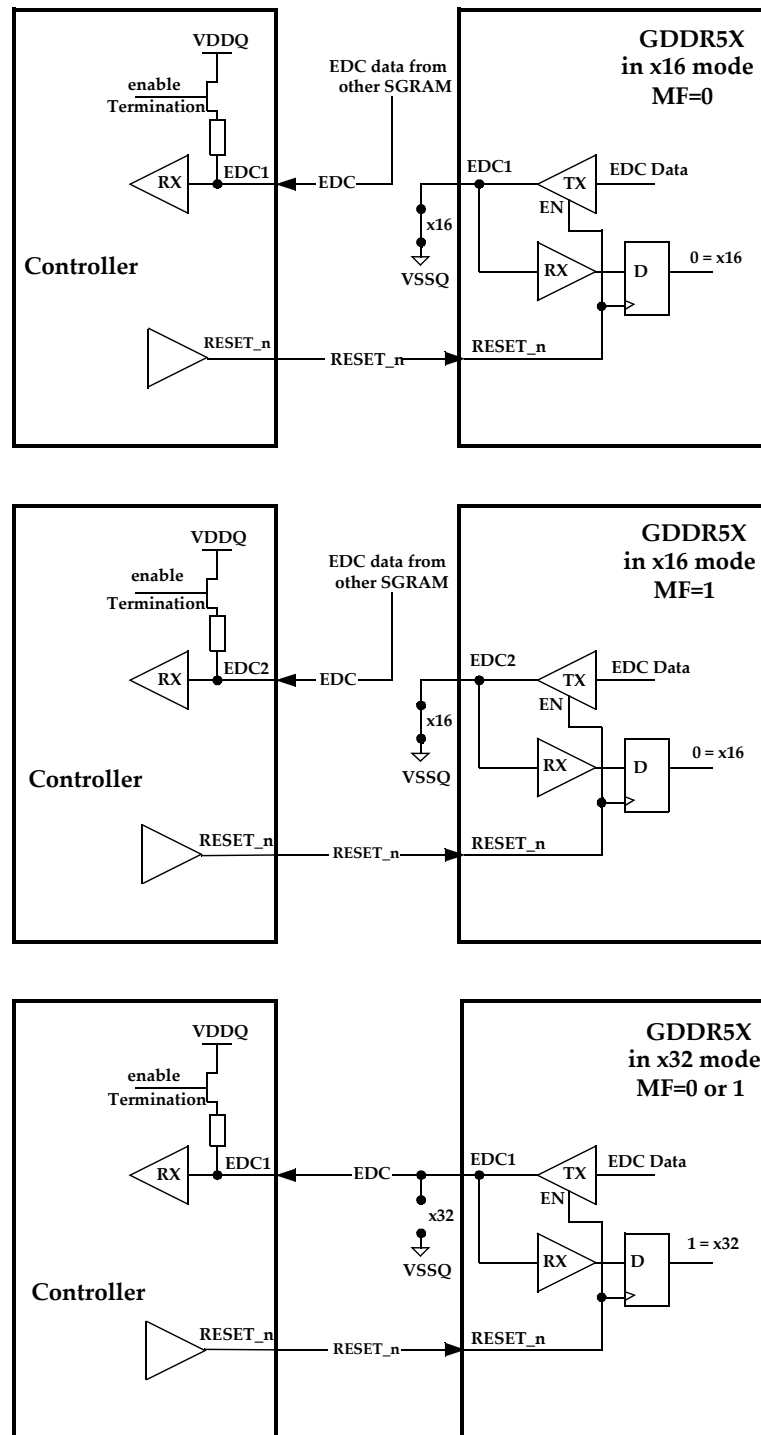 VDDQ
enable
Termination
RX
EDC1
EDC
EDC data from
other SGRAM
Controller
RESET_n
RESET_n
GDDR5X
in x16 mode
MF=0
EDC1
TX
EDC Data
EN
x16
VSSQ
RX
D
0 = x16
RESET_n
VDDQ
enable
Termination
RX
EDC2
EDC
EDC data from
other SGRAM
Controller
RESET_n
RESET_n
GDDR5X
in x16 mode
MF=1
EDC2
TX
EDC Data
EN
x16
VSSQ
RX
D
0 = x16
RESET_n
VDDQ
enable
Termination
RX
EDC1
EDC
Controller
RESET_n
RESET_n
GDDR5X
in x32 mode
MF=0 or 1
EDC1
TX
EDC Data
EN
x32
VSSQ
RX
D
1 = x32
RESET_n